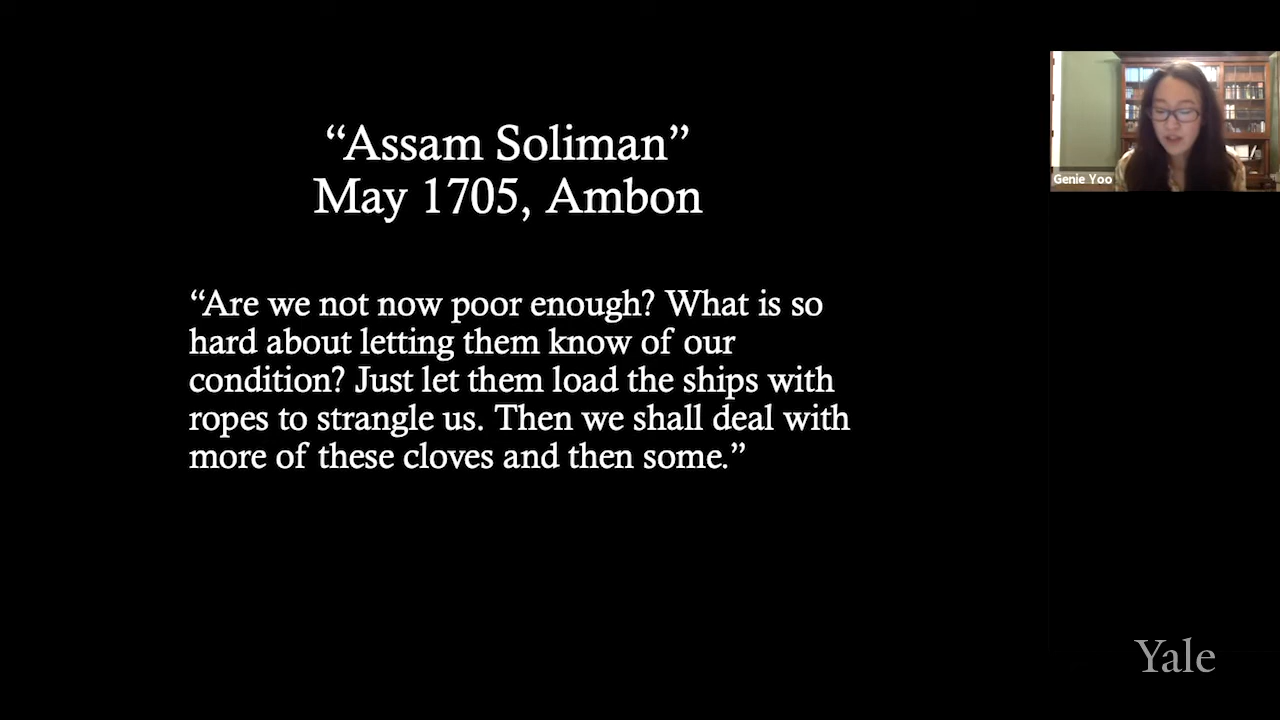 “Assam Soliman”
May 1705, Ambon
“Are we not now poor enough? What is so
hard about letting them know of our
condition? Just let them load the ships with
ropes to strangle us. Then we shall deal with
more of these cloves and then some.”
Genie Yoo
Yale